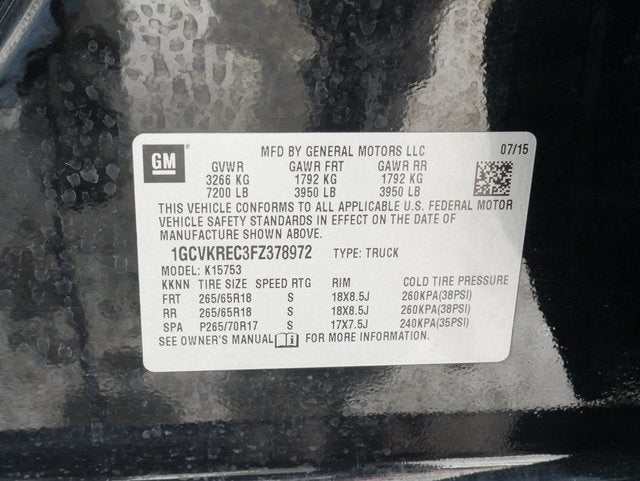 GM
MFD BY GENERAL MOTORS LLC 07/15
GVWR GAWR FRT GAWR RR
3266 KG 1792 KG 1792 KG
7200 LB 3950 LB 3950 LB
THIS VEHICLE CONFORMS TO ALL APPLICABLE U.S. FEDERAL MOTOR
VEHICLE SAFETY STANDARDS IN EFFECT ON THE DATE OF
MANUFACTURE SHOWN ABOVE.
1GCVKREC3FZ378972 TYPE: TRUCK
MODEL: K15753
KKNN TIRE SIZE SPEED RTG RIM COLD TIRE PRESSURE
FRT 265/65R18 S 18X8.5J 260KPA(38PSI)
RR 265/65R18 S 18X8.5J 260KPA(38PSI)
SPA P265/70R17 S 17X7.5J 240KPA(35PSI)
SEE OWNER'S MANUAL FOR MORE INFORMATION.